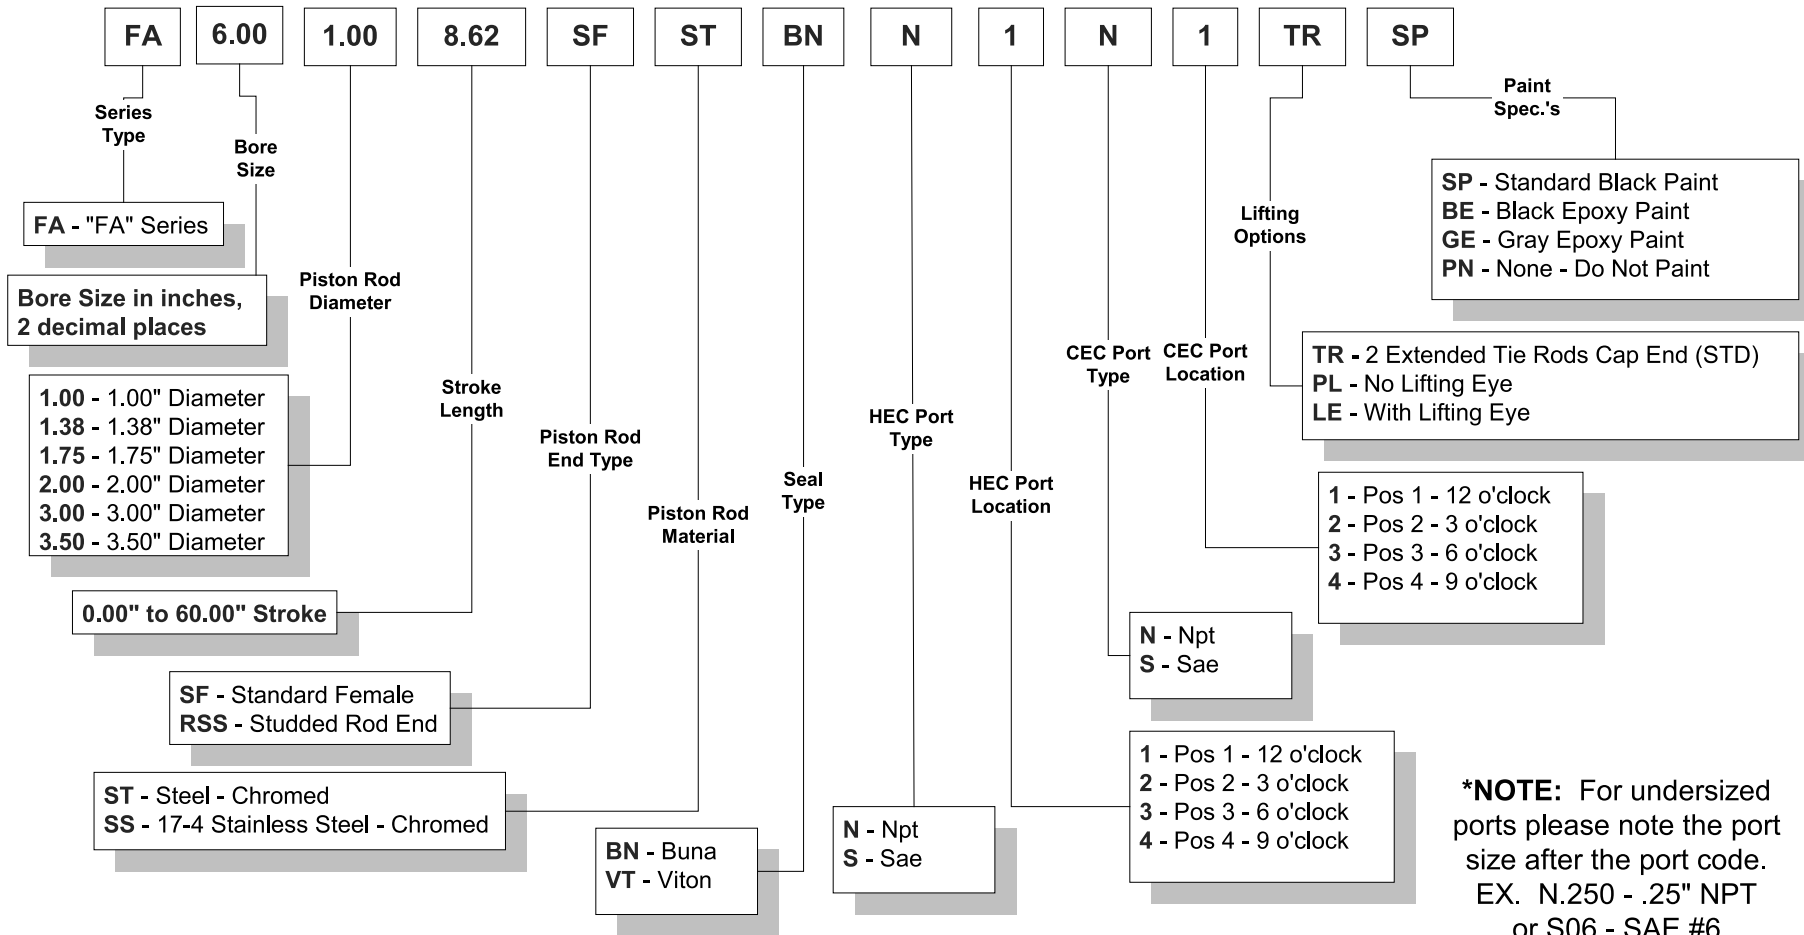 FA 6.00 1.00 8.62 SF ST BN N 1 N 1 TR SP
Series
Type
Bore
Size
Paint
Spec.'s
FA - "FA" Series
SP - Standard Black Paint
BE - Black Epoxy Paint
GE - Gray Epoxy Paint
PN - None - Do Not Paint
Lifting
Options
Bore Size in inches,
2 decimal places
Piston Rod
Diameter
TR - 2 Extended Tie Rods Cap End (STD)
PL - No Lifting Eye
LE - With Lifting Eye
CEC Port
Type
CEC Port
Location
1.00 - 1.00" Diameter
1.38 - 1.38" Diameter
1.75 - 1.75" Diameter
2.00 - 2.00" Diameter
3.00 - 3.00" Diameter
3.50 - 3.50" Diameter
Stroke
Length
HEC Port
Type
Piston Rod
End Type
Seal
Type
HEC Port
Location
Piston Rod
Material
1 - Pos 1 - 12 o'clock
2 - Pos 2 - 3 o'clock
3 - Pos 3 - 6 o'clock
4 - Pos 4 - 9 o'clock
0.00" to 60.00" Stroke
N - Npt
S - Sae
SF - Standard Female
RSS - Studded Rod End
1 - Pos 1 - 12 o'clock
2 - Pos 2 - 3 o'clock
3 - Pos 3 - 6 o'clock
4 - Pos 4 - 9 o'clock
ST - Steel - Chromed
SS - 17-4 Stainless Steel - Chromed
BN - Buna
VT - Viton
N - Npt
S - Sae
*NOTE: For undersized
ports please note the port
size after the port code.
EX. N.250 - .25" NPT
or S06 - SAE #6